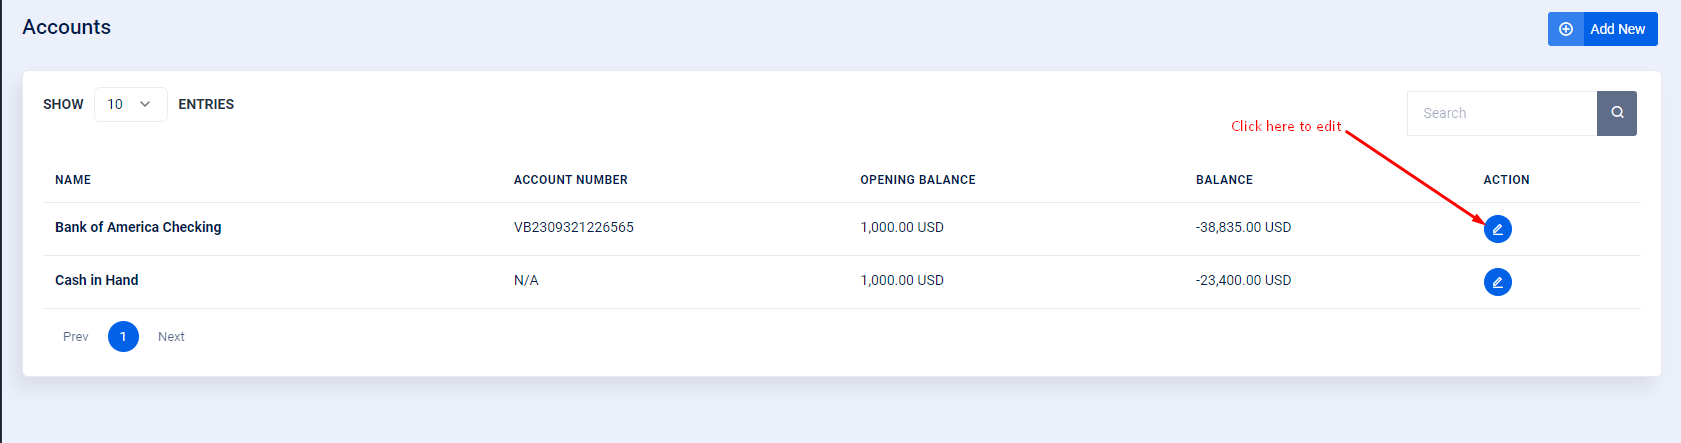 Accounts
Add New
SHOW 10 ENTRIES
Search
Click here to edit
NAME ACCOUNT NUMBER OPENING BALANCE BALANCE ACTION
Bank of America Checking VB2309321226565 1,000.00 USD -38,835.00 USD
Cash in Hand N/A 1,000.00 USD -23,400.00 USD
Prev 1 Next